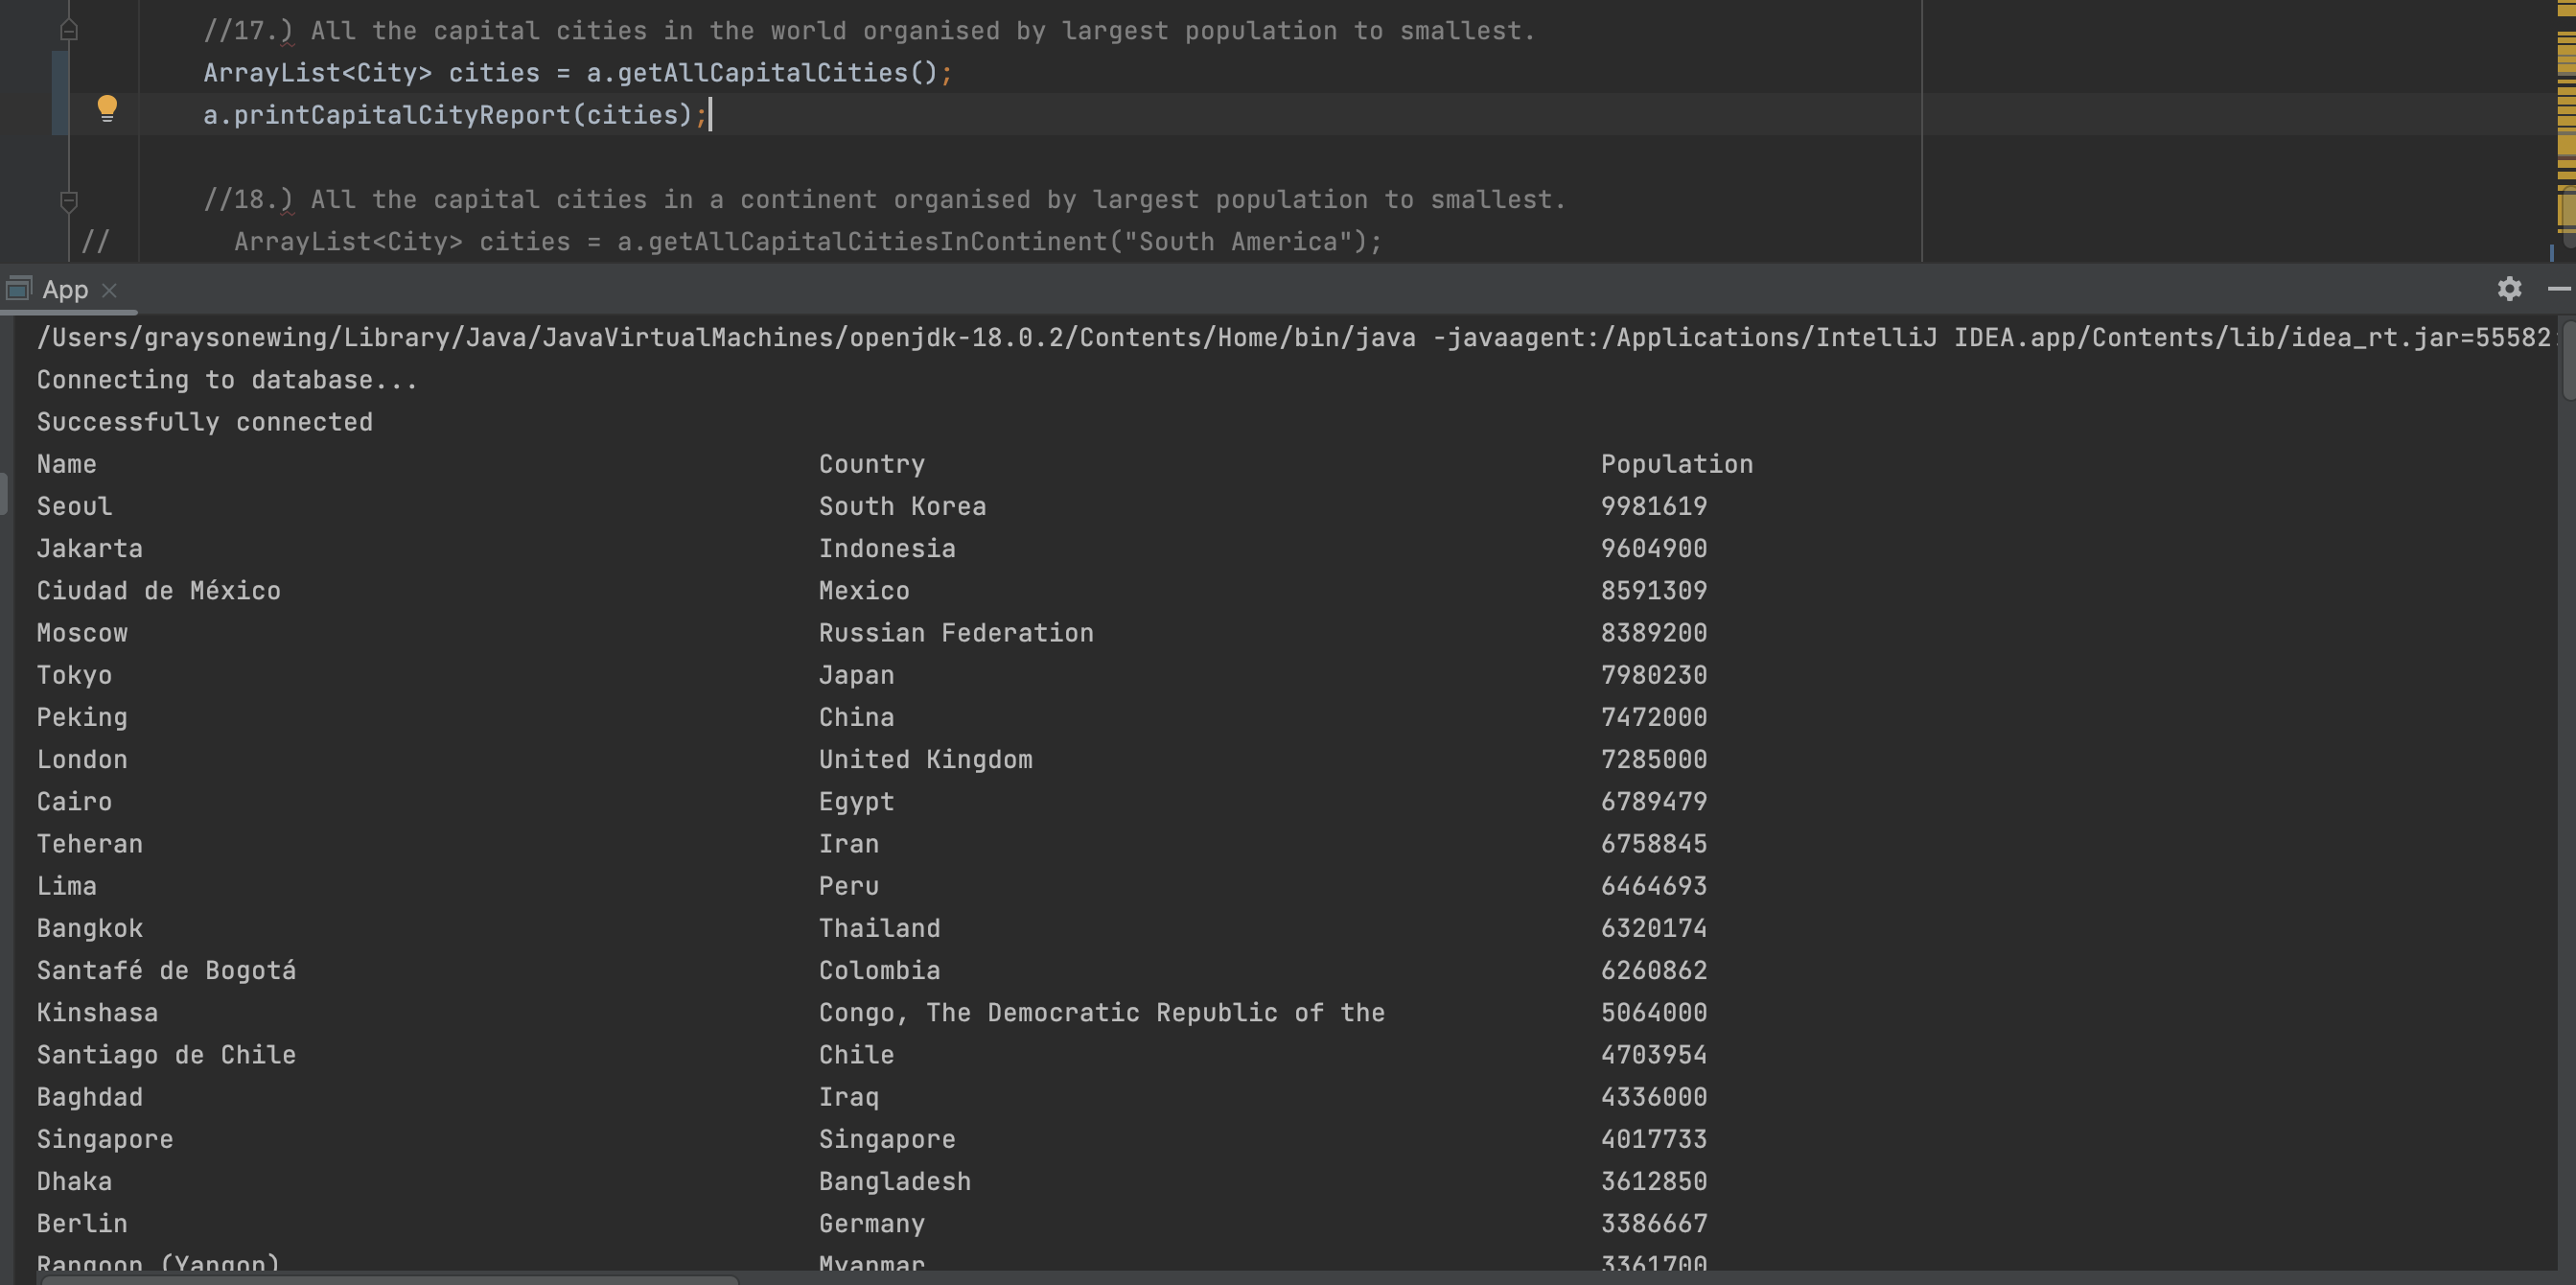 //17.) All the capital cities in the world organised by largest population to smallest.
ArrayList<City> cities = a.getAllCapitalCities();
a.printCapitalCityReport(cities);
//18.) All the capital cities in a continent organised by largest population to smallest.
// ArrayList<City> cities = a.getAllCapitalCitiesInContinent("South America");
App
/Users/graysonewing/Library/Java/JavaVirtualMachines/openjdk-18.0.2/Contents/Home/bin/java -javaagent:/Applications/IntelliJ IDEA.app/Contents/lib/idea_rt.jar=55582:
Connecting to database...
Successfully connected
Name Country Population
Seoul South Korea 9981619
Jakarta Indonesia 9604900
Ciudad de México Mexico 8591309
Moscow Russian Federation 8389200
Tokyo Japan 7980230
Peking China 7472000
London United Kingdom 7285000
Cairo Egypt 6789479
Teheran Iran 6758845
Lima Peru 6464693
Bangkok Thailand 6320174
Santafé de Bogotá Colombia 6260862
Kinshasa Congo, The Democratic Republic of the 5064000
Santiago de Chile Chile 4703954
Baghdad Iraq 4336000
Singapore Singapore 4017733
Dhaka Bangladesh 3612850
Berlin Germany 3386667
Rangoon (Yangon) Myanmar 3361700